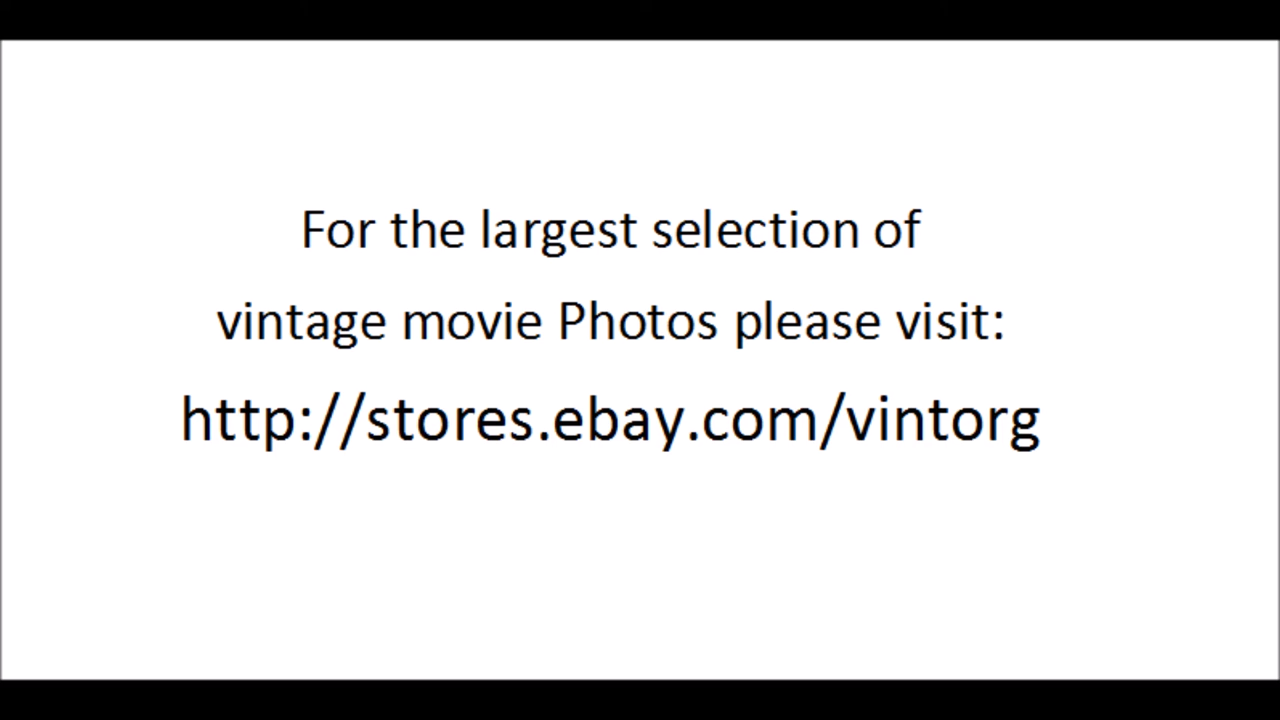 For the largest selection of
vintage movie Photos please visit:
http://stores.ebay.com/vintorg